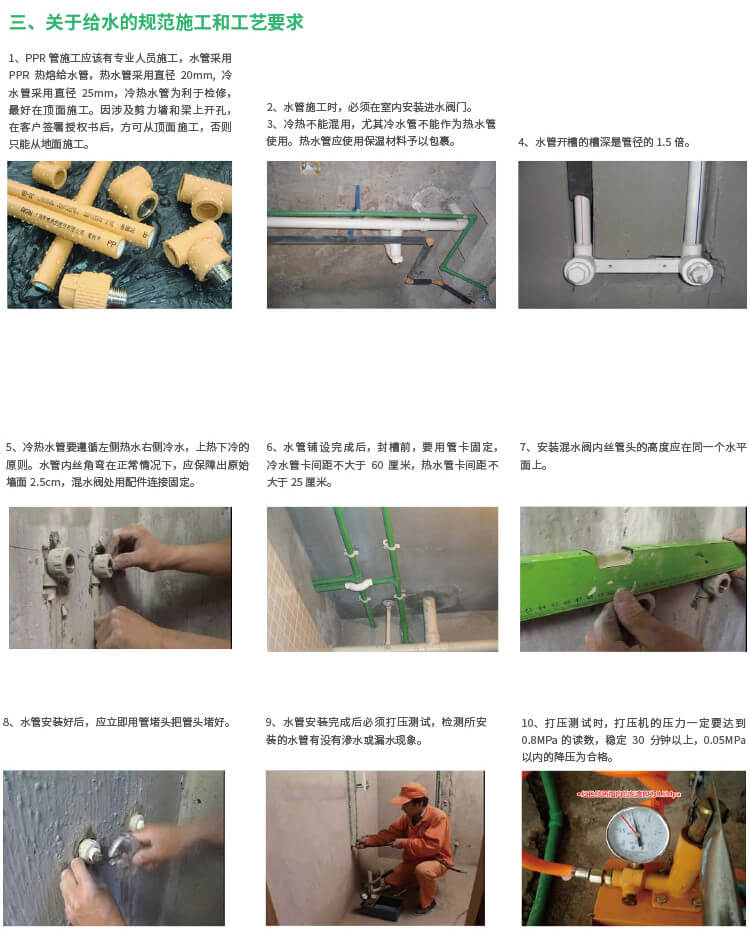 三、关于给水的规范施工和工艺要求
1、PPR 管施工应该有专业人员施工，水管采用
PPR 热熔给水管，热水管采用直径 20mm, 冷
水管采用直径 25mm，冷热水管为利于检修，
最好在顶面施工。因涉及剪力墙和梁上开孔，
在客户签署授权书后，方可从顶面施工，否则
只能从地面施工。
2、水管施工时，必须在室内安装进水阀门。
3、冷热不能混用，尤其冷水管不能作为热水管
使用。热水管应使用保温材料予以包裹。
4、水管开槽的槽深是管径的 1.5 倍。
PP
5、冷热水管要遵循左侧热水右侧冷水，上热下冷的
原则。水管内丝角弯在正常情况下，应保障出原始
墙面 2.5cm，混水阀处用配件连接固定。
6、水管铺设完成后，封槽前，要用管卡固定，
冷水管卡间距不大于 60 厘米，热水管卡间距不
大于 25 厘米。
7、安装混水阀内丝管头的高度应在同一个水平
面上。
8、水管安装好后，应立即用管堵头把管头堵好。
9、水管安装完成后必须打压测试，检测所安
装的水管有没有渗水或漏水现象。
10、打压测试时，打压机的压力一定要达到
0.8MPa 的读数，稳定 30 分钟以上，0.05MPa
以内的降压为合格。